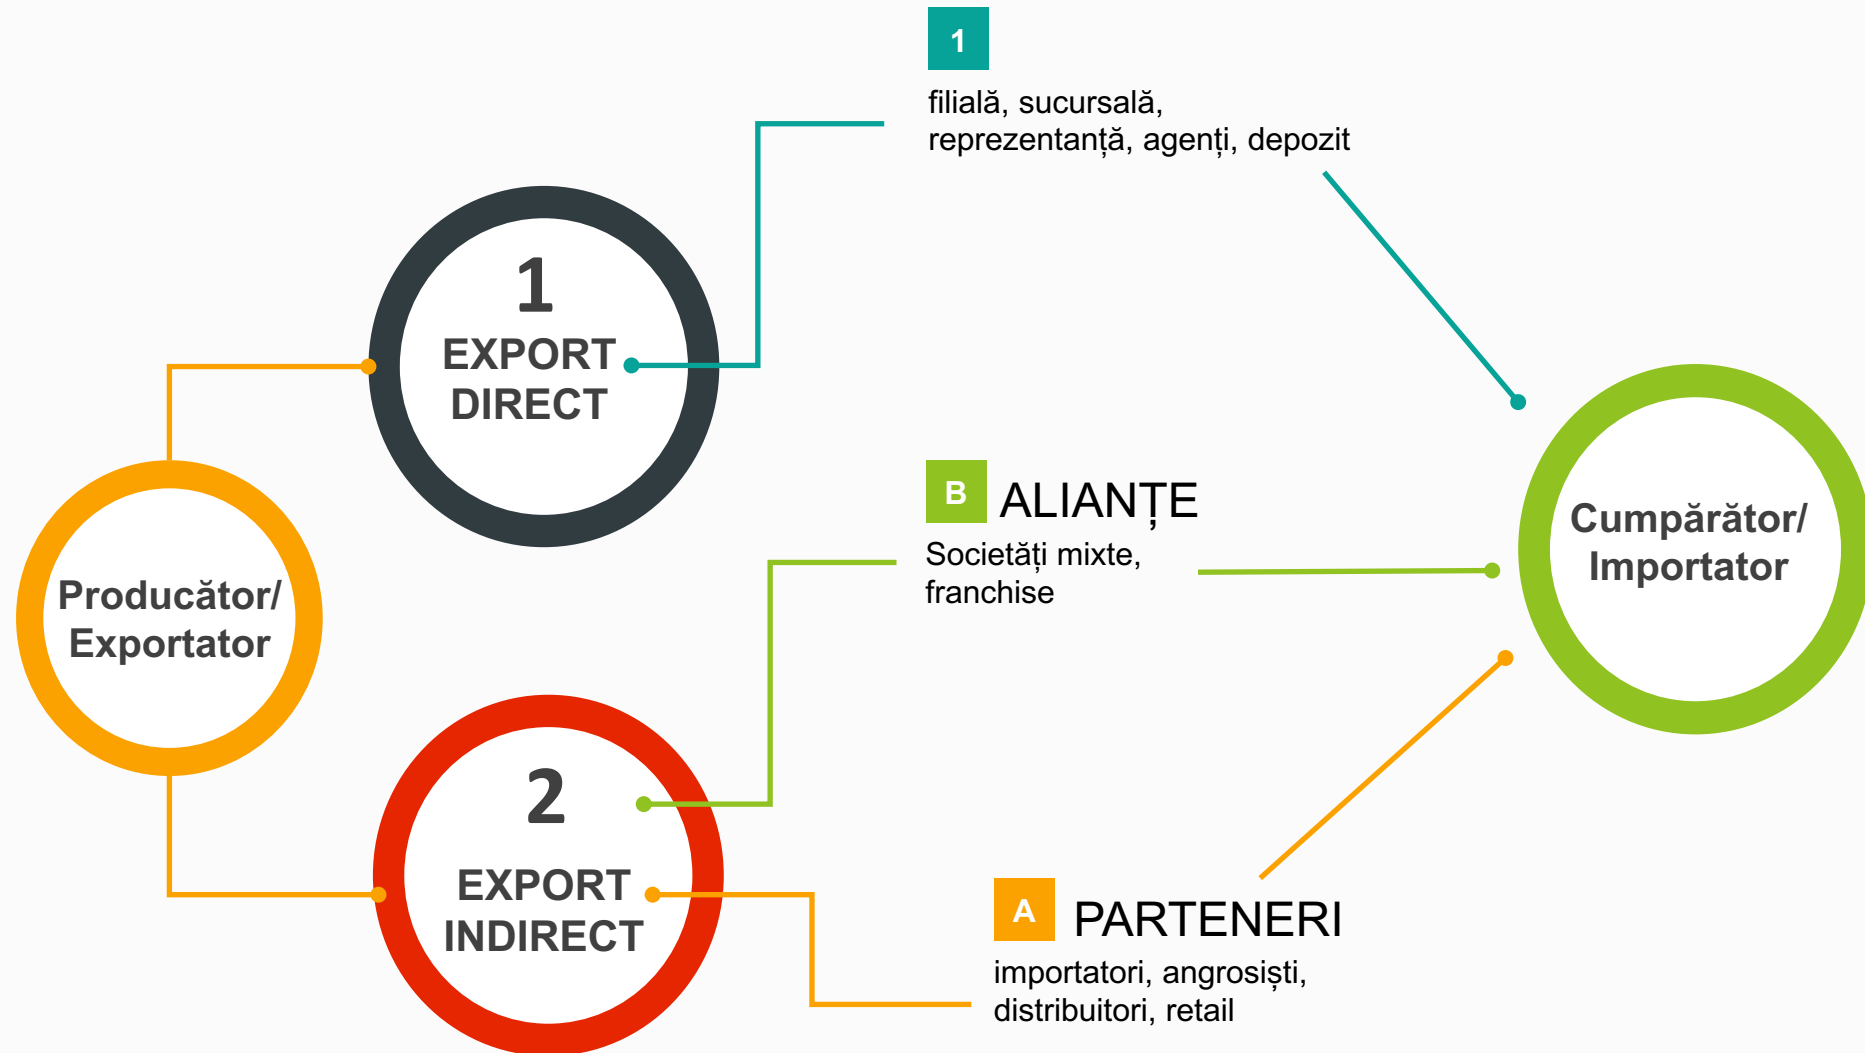 Producător/
Exportator
1
EXPORT
DIRECT
2
EXPORT
INDIRECT
1
filială, sucursală,
reprezentanță, agenți, depozit
B ALIANȚE
Societăți mixte,
franchise
A PARTENERI
importatori, angrosiști,
distribuitori, retail
Cumpărător/
Importator